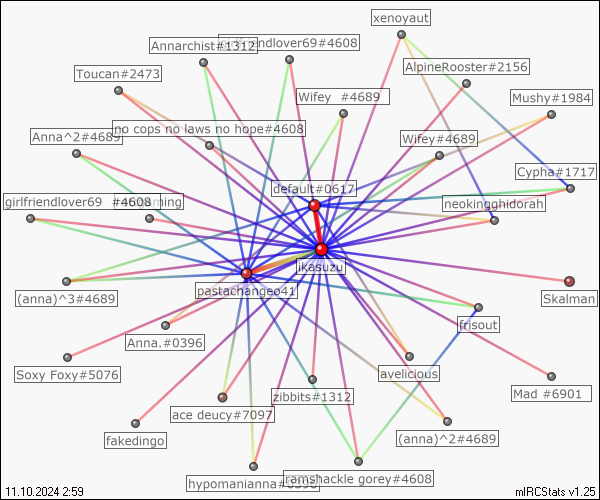 xenoyaut
Annarchist#1312
friendlover69#4608
AlpineRooster#2156
Toucan#2473
Wifey  #4689
Mushy#1984
no cops no laws no hope#4608
Anna^2#4689
Wifey#4689
Cypha#1717
default#0617
girlfriendlover69  #4608
ming
neokingghidorah
ikasuzu
pastachangeo41
(anna)^3#4689
Skalman
frisout
Anna.#0396
Soxy Foxy#5076
avelicious
zibbits#1312
Mad  #6901
ace deucy#7097
fakedingo
(anna)^2#4689
hypomanianna#0396
ramshackle gorey#4608
11.10.2024 2:59
mIRCStats v1.25